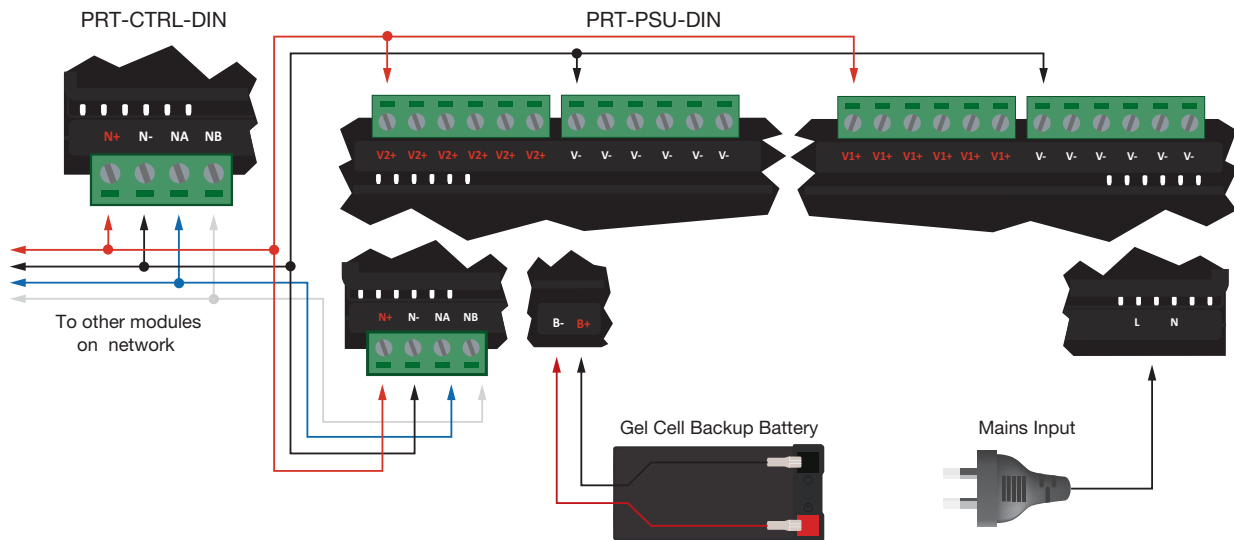 PRT-CTRL-DIN
PRT-PSU-DIN
N+ N- NA NB
V2+ V2+ V2+ V2+ V2+ V2+ V- V- V- V- V- V-
V1+ V1+ V1+ V1+ V1+ V1+ V- V- V- V- V- V-
To other modules
on network
N+ N- NA NB
B- B+
L N
Gel Cell Backup Battery
Mains Input